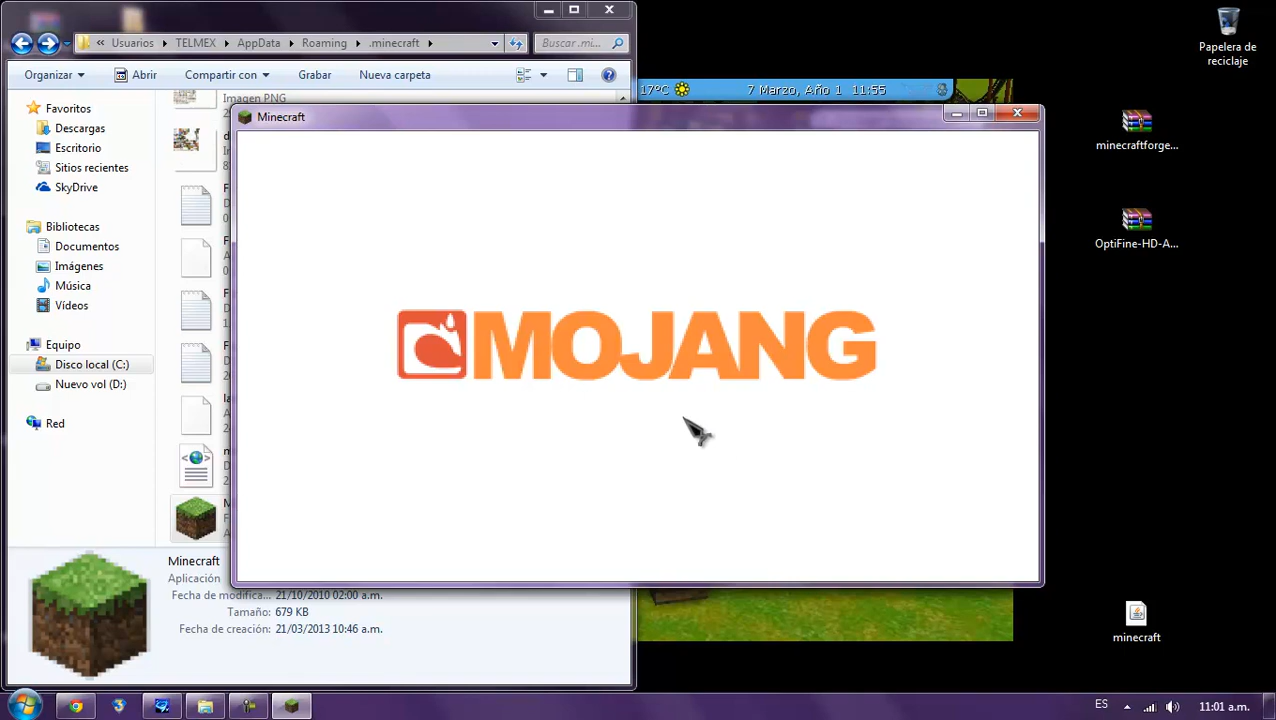 « Usuarios ▸ TELMEX ▸ AppData ▸ Roaming ▸ .minecraft ▸
Buscar .mi...
Organizar
Abrir
Compartir con
Grabar
Nueva carpeta
Favoritos
Descargas
Escritorio
Sitios recientes
SkyDrive
Bibliotecas
Documentos
Imágenes
Música
Vídeos
Equipo
Disco local (C:)
Nuevo vol (D:)
Red
Imagen PNG
Minecraft
Aplicación
Fecha de modifica... 21/10/2010 02:00 a.m.
Tamaño: 679 KB
Fecha de creación: 21/03/2013 10:46 a.m.
17ºC
7 Marzo, Año 1 11:55
Minecraft
MOJANG
Papelera de
reciclaje
minecraftforge...
OptiFine-HD-A...
minecraft
ES
11:01 a.m.